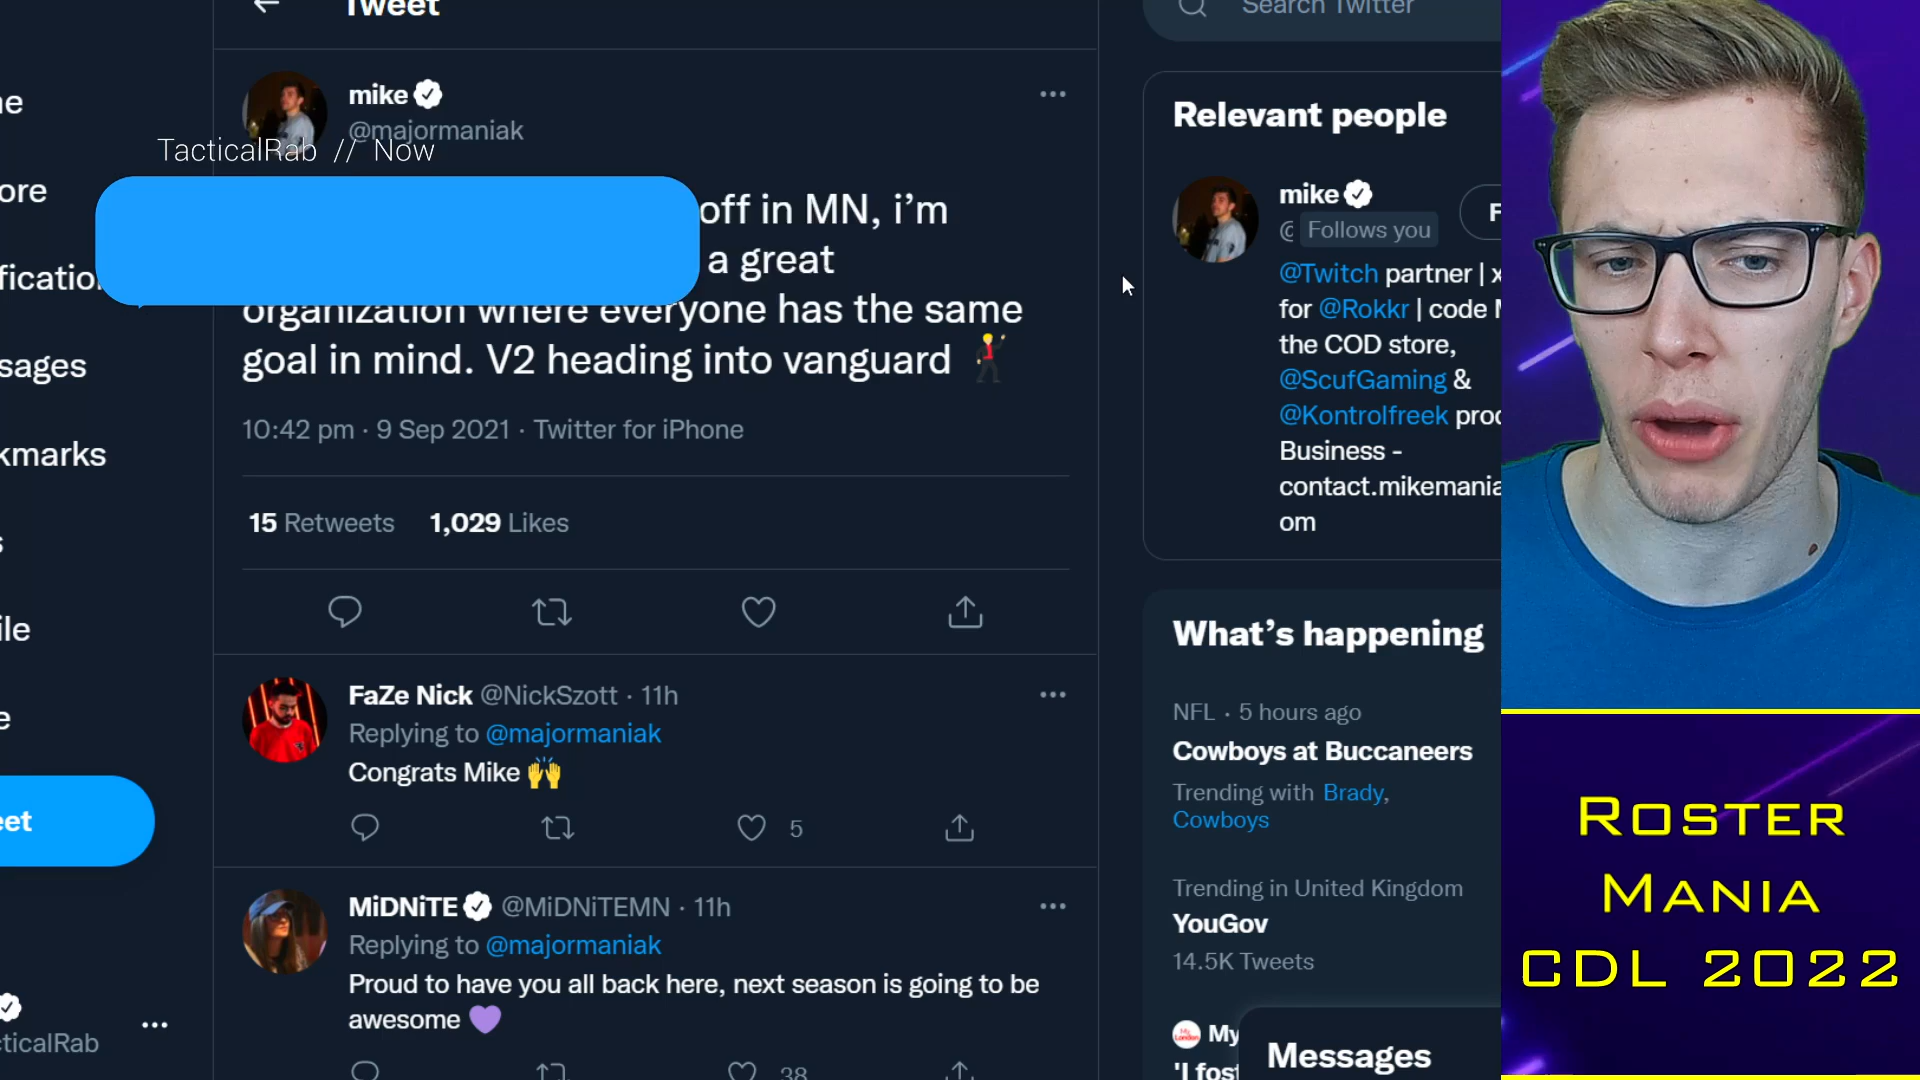 Tweet
Search Twitter
mike
@majormaniak
TacticalRab // Now
off in MN, i'm
a great
organization where everyone has the same
goal in mind. V2 heading into vanguard
10:42 pm · 9 Sep 2021 · Twitter for iPhone
15 Retweets 1,029 Likes
FaZe Nick @NickSzott · 11h
Replying to @majormaniak
Congrats Mike 🙌
5
MiDNiTE @MiDNiTEMN · 11h
Replying to @majormaniak
Proud to have you all back here, next season is going to be
awesome 💜
38
ne
ore
fication
sages
kmarks
s
ile
e
eet
cticalRab
Relevant people
mike
@ Follows you
F
@Twitch partner | x
for @Rokkr | code M
the COD store,
@ScufGaming &
@Kontrolfreek proc
Business -
contact.mikemania
om
What's happening
NFL · 5 hours ago
Cowboys at Buccaneers
Trending with Brady,
Cowboys
Trending in United Kingdom
YouGov
14.5K Tweets
My
'I fost
Messages
ROSTER
MANIA
CDL 2022